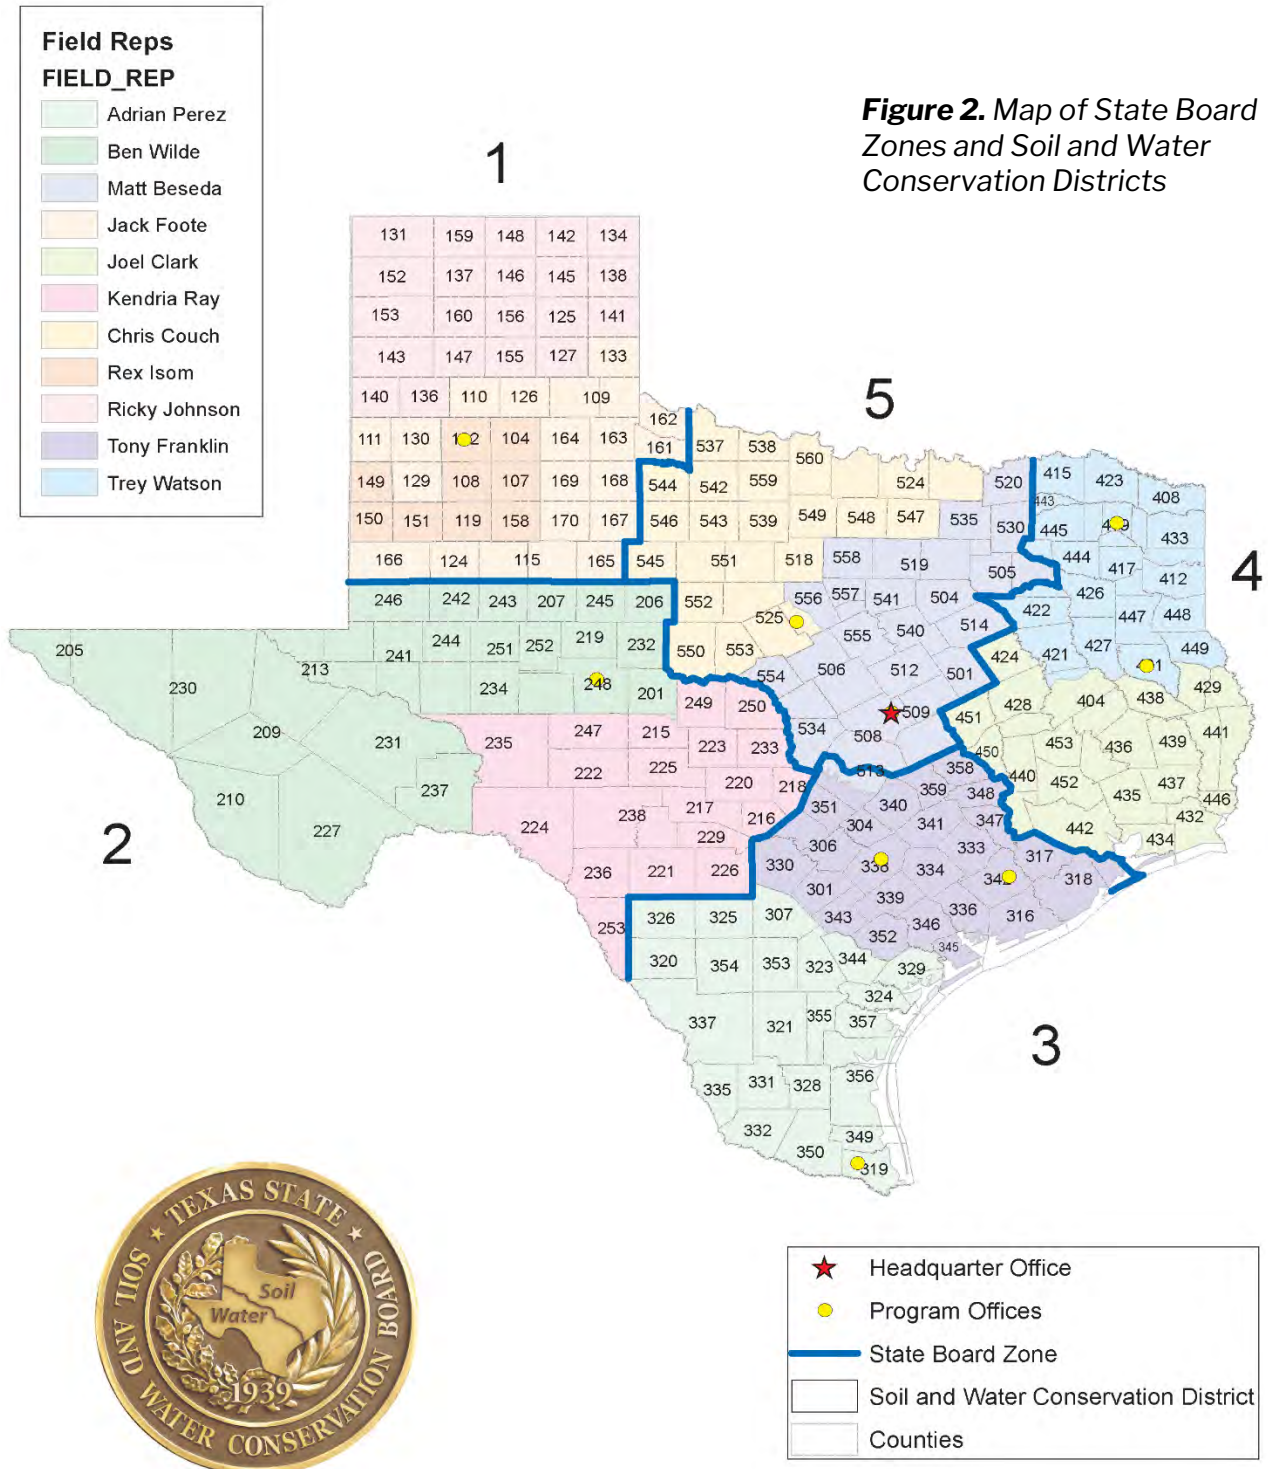 Field Reps
FIELD_REP
Adrian Perez
Ben Wilde
Matt Beseda
Jack Foote
Joel Clark
Kendria Ray
Chris Couch
Rex Isom
Ricky Johnson
Tony Franklin
Trey Watson
Figure 2. Map of State Board
Zones and Soil and Water
Conservation Districts
1
131 159 148 142 134
152 137 146 145 138
153 160 156 125 141
143 147 155 127 133
140 136 110 126 109
5
162
111 130 104 164 163 161 537 538 560
149 129 108 107 169 168 544 542 559 524 520 415 423 408
443
150 151 119 158 170 167 546 543 539 549 548 547 535 530 445 433
166 124 115 165 545 551 518 558 519 505 444 417 412
4
246 242 243 207 245 206 552 556 557 541 504 422 426 447 448
525 555 540 514
205 213 241 244 251 252 219 232 550 553 506 512 501 424 421 427 449
230 234 248 201 554 428 404 438 429
249 250 534 509 451
209 231 235 247 215 223 233 508 450 453 436 439 441
222 225 220 218 513 358 440 452 437
210 237 359 348 435 446
227 224 238 217 216 351 340 347 442 432
2
229 304 341 434
306 333 317
236 221 226 330 334 318
301 339
253 326 325 307 343 346 336 316
352 345
320 354 353 323 344 329
324
337 321 355 357
3
335 331 328 356
332 350 349
319
TEXAS STATE
SOIL AND WATER CONSERVATION BOARD
Soil
Water
1939
Headquarter Office
Program Offices
State Board Zone
Soil and Water Conservation District
Counties